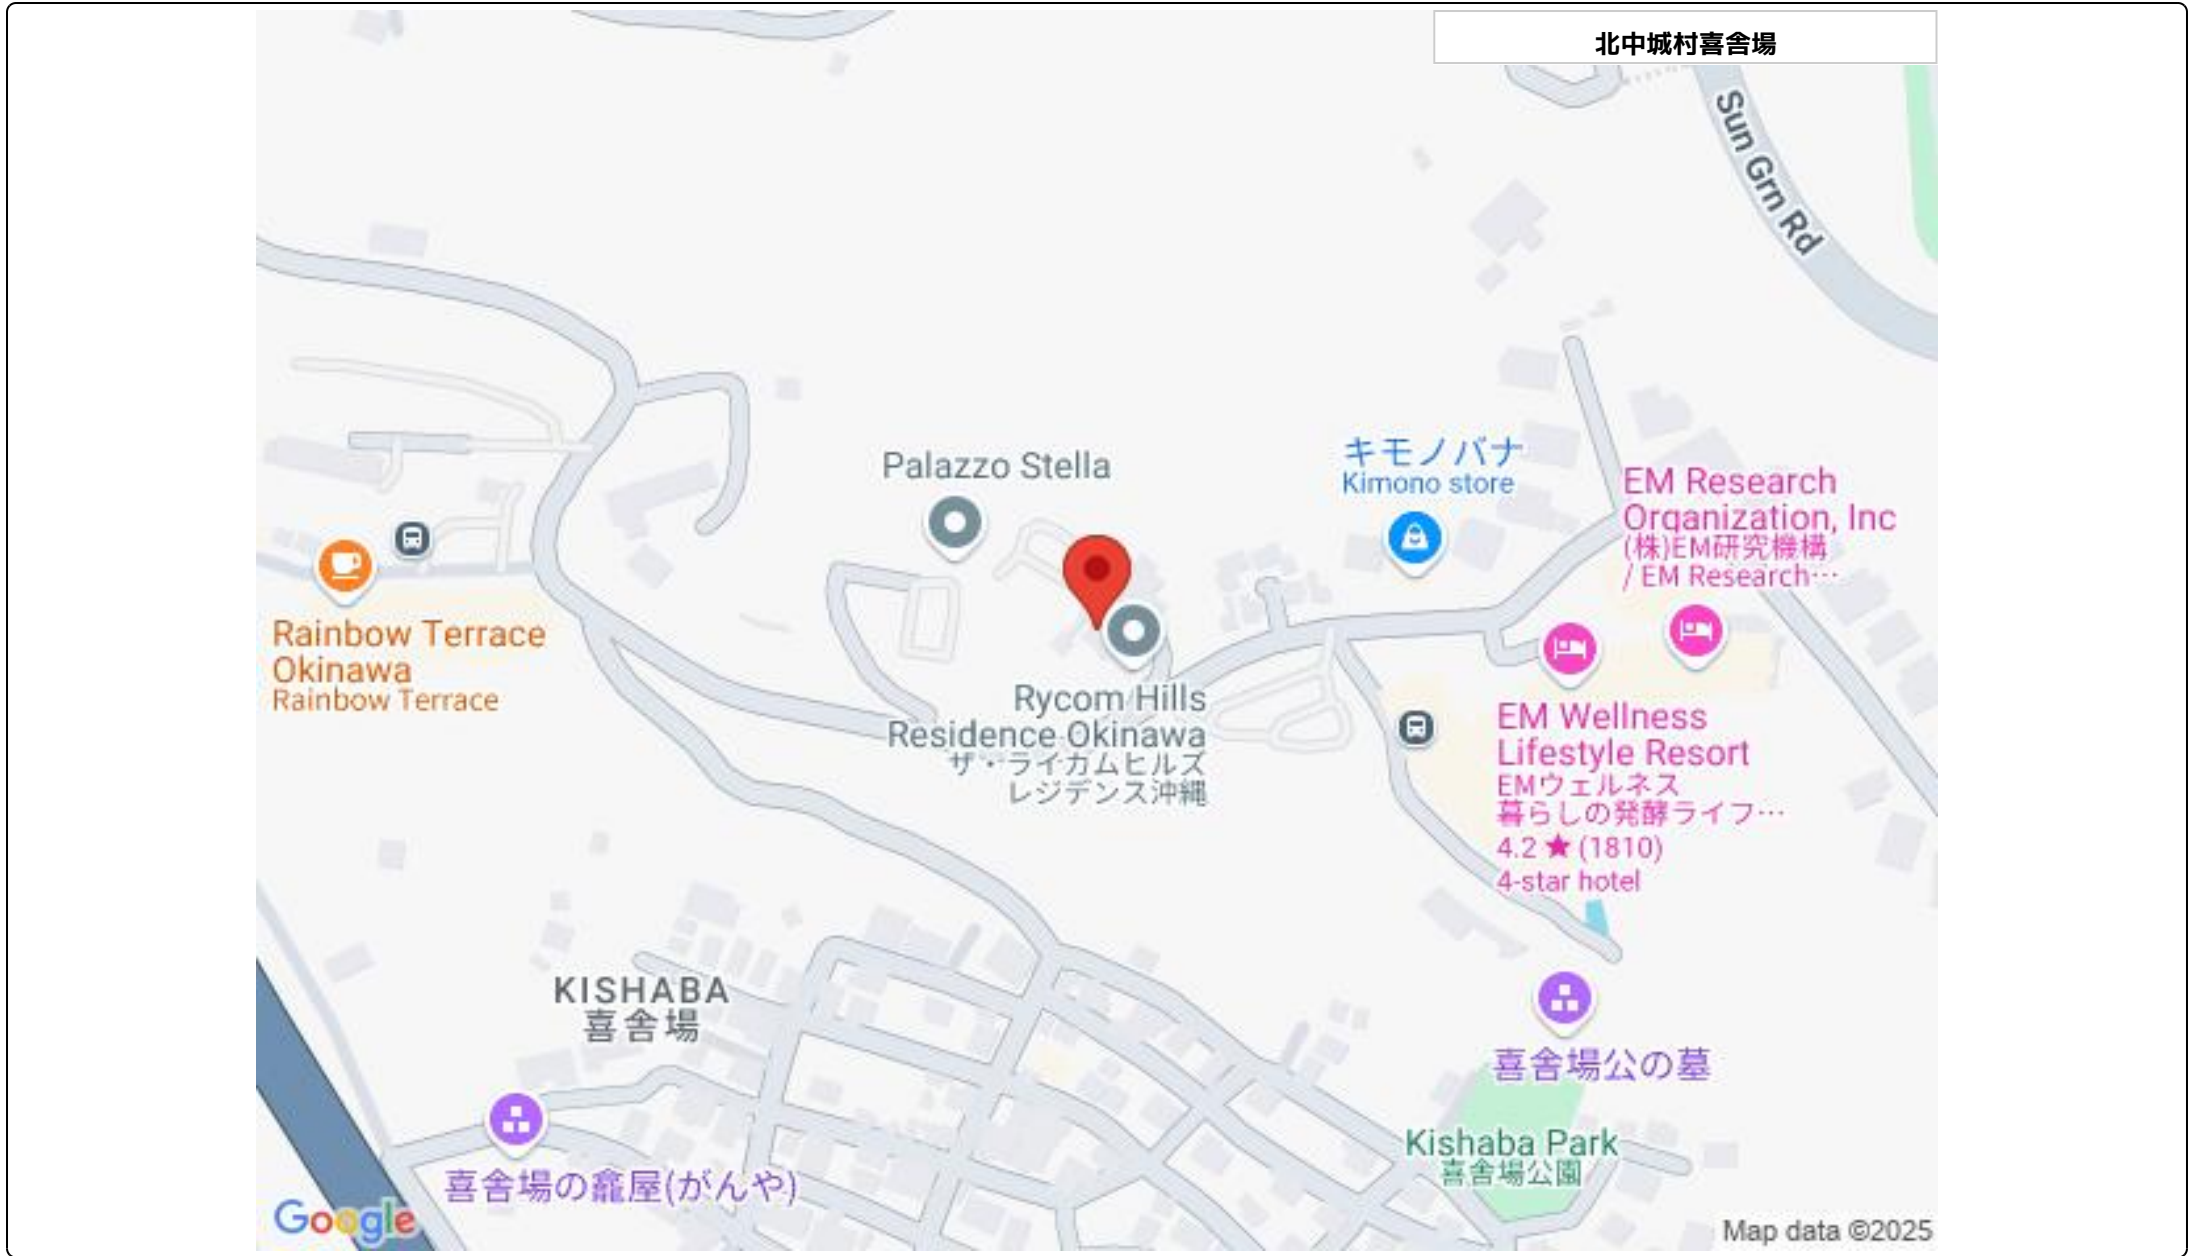 北中城村喜舎場
Sun Grn Rd
Palazzo Stella
キモノバナ
Kimono store
EM Research
Organization, Inc
(株)EM研究機構
/ EM Research…
Rainbow Terrace
Okinawa
Rainbow Terrace
Rycom Hills
Residence Okinawa
ザ・ライカムヒルズ
レジデンス沖縄
EM Wellness
Lifestyle Resort
EMウェルネス
暮らしの発酵ライフ…
4.2 ★ (1810)
4-star hotel
KISHABA
喜舎場
喜舎場公の墓
Kishaba Park
喜舎場公園
喜舎場の龕屋(がんや)
Google
Map data ©2025